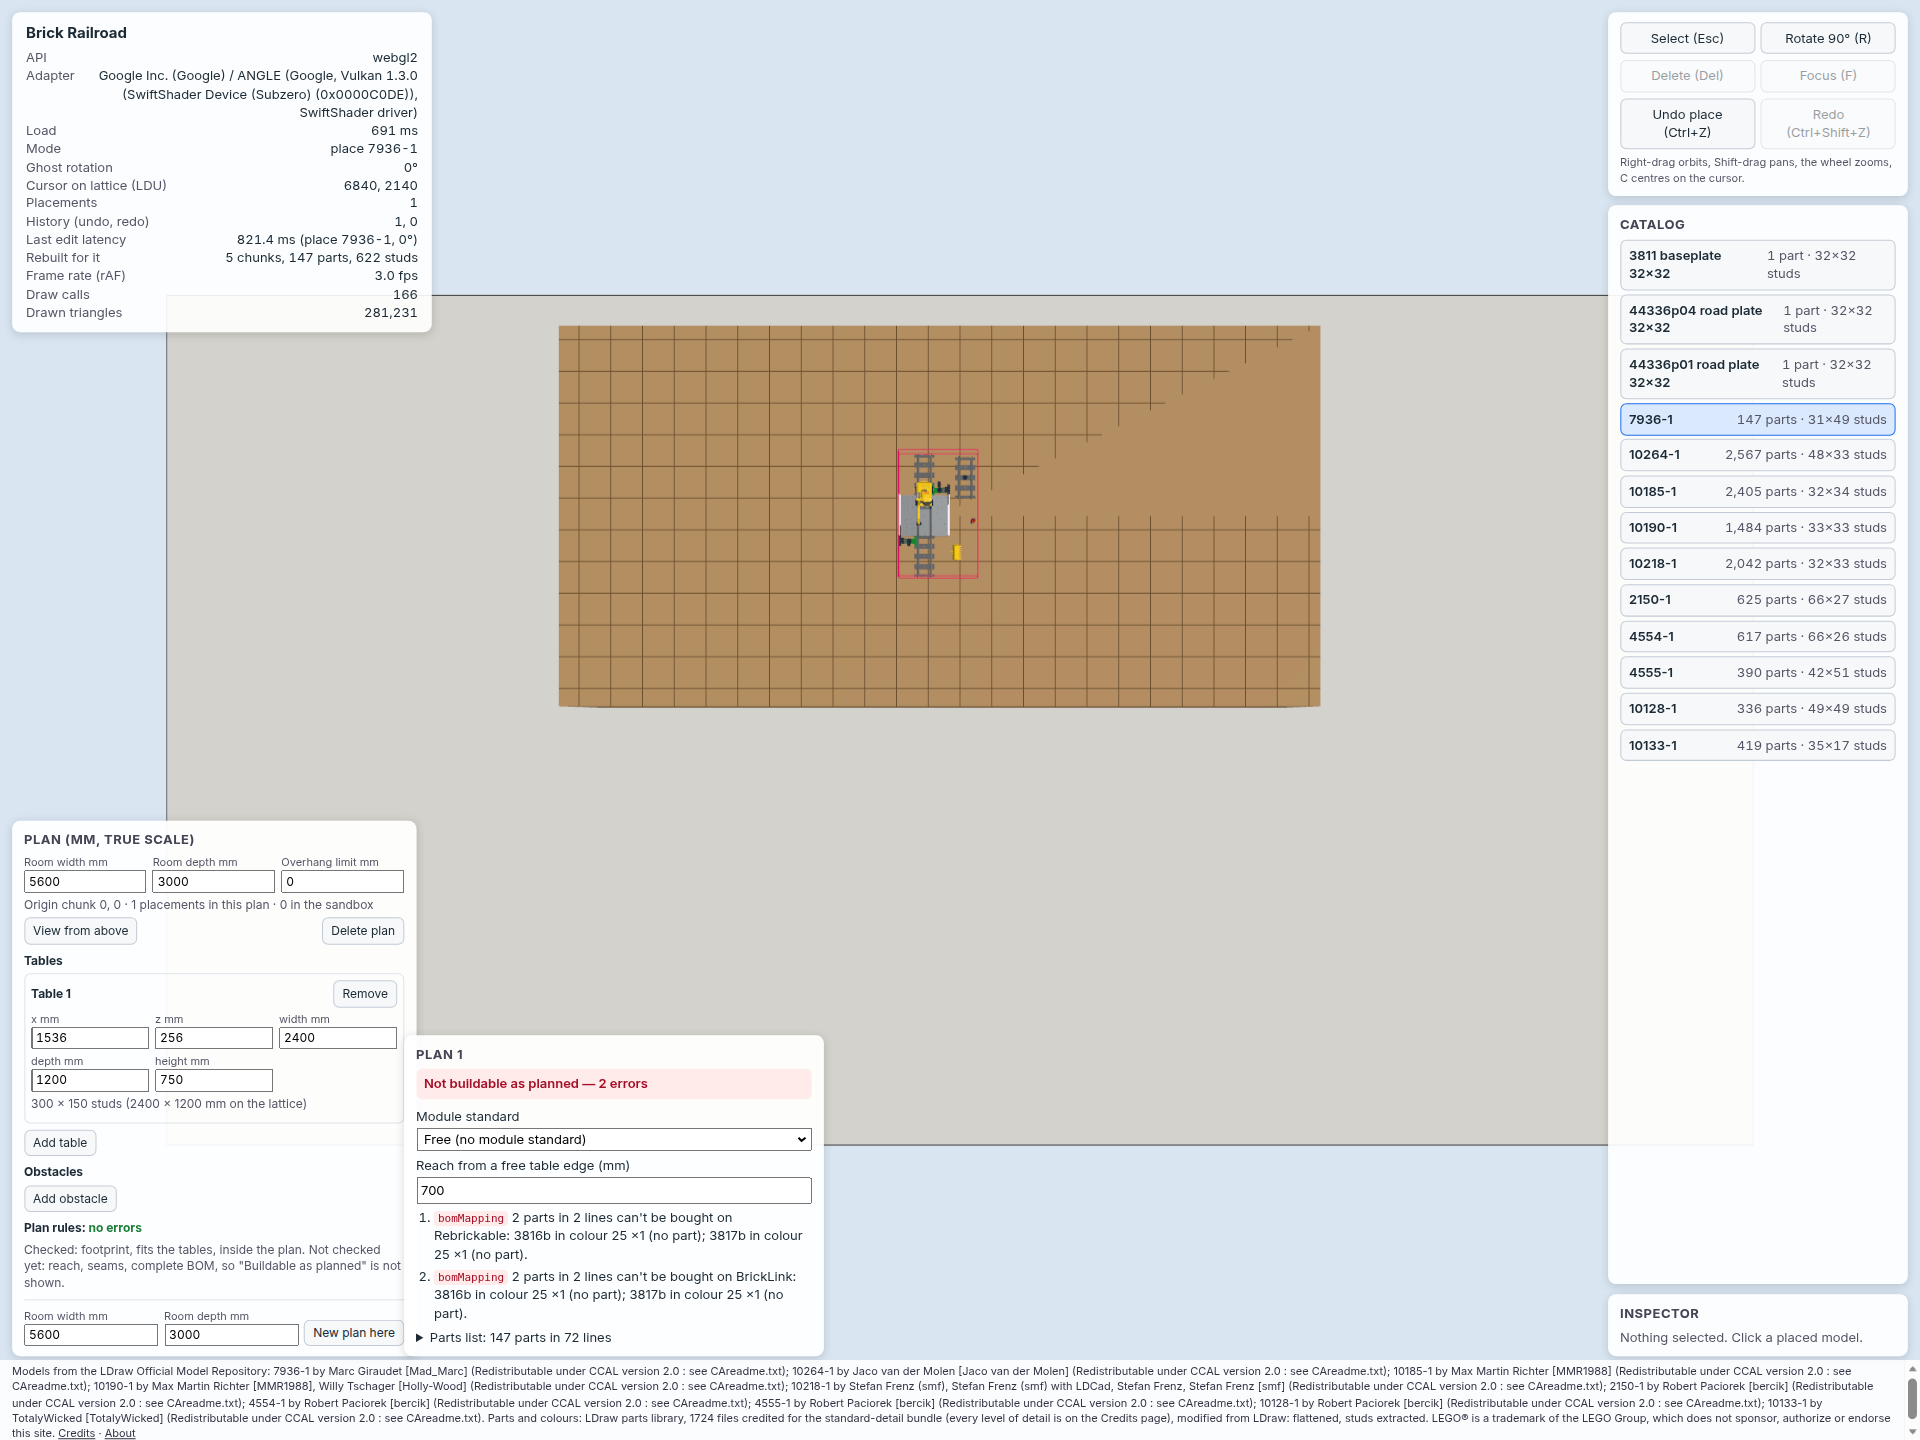 Brick Railroad
API webgl2
Adapter Google Inc. (Google) / ANGLE (Google, Vulkan 1.3.0
(SwiftShader Device (Subzero) (0x0000C0DE)),
SwiftShader driver)
Load 691 ms
Mode place 7936-1
Ghost rotation 0°
Cursor on lattice (LDU) 6840, 2140
Placements 1
History (undo, redo) 1, 0
Last edit latency 821.4 ms (place 7936-1, 0°)
Rebuilt for it 5 chunks, 147 parts, 622 studs
Frame rate (rAF) 3.0 fps
Draw calls 166
Drawn triangles 281,231
Select (Esc) Rotate 90° (R)
Delete (Del) Focus (F)
Undo place Redo
(Ctrl+Z) (Ctrl+Shift+Z)
Right-drag orbits, Shift-drag pans, the wheel zooms,
C centres on the cursor.
CATALOG
3811 baseplate 1 part · 32×32
32×32 studs
44336p04 road plate 1 part · 32×32
32×32 studs
44336p01 road plate 1 part · 32×32
32×32 studs
7936-1 147 parts · 31×49 studs
10264-1 2,567 parts · 48×33 studs
10185-1 2,405 parts · 32×34 studs
10190-1 1,484 parts · 33×33 studs
10218-1 2,042 parts · 32×33 studs
2150-1 625 parts · 66×27 studs
4554-1 617 parts · 66×26 studs
4555-1 390 parts · 42×51 studs
10128-1 336 parts · 49×49 studs
10133-1 419 parts · 35×17 studs
PLAN (MM, TRUE SCALE)
Room width mm Room depth mm Overhang limit mm
5600 3000 0
Origin chunk 0, 0 · 1 placements in this plan · 0 in the sandbox
View from above Delete plan
Tables
Table 1 Remove
x mm z mm width mm
1536 256 2400
depth mm height mm
1200 750
300 × 150 studs (2400 × 1200 mm on the lattice)
Add table
Obstacles
Add obstacle
Plan rules: no errors
Checked: footprint, fits the tables, inside the plan. Not checked
yet: reach, seams, complete BOM, so "Buildable as planned" is not
shown.
Room width mm Room depth mm
5600 3000 New plan here
PLAN 1
Not buildable as planned — 2 errors
Module standard
Free (no module standard)
Reach from a free table edge (mm)
700
1. bomMapping 2 parts in 2 lines can't be bought on
Rebrickable: 3816b in colour 25 ×1 (no part); 3817b in colour
25 ×1 (no part).
2. bomMapping 2 parts in 2 lines can't be bought on BrickLink:
3816b in colour 25 ×1 (no part); 3817b in colour 25 ×1 (no
part).
Parts list: 147 parts in 72 lines
INSPECTOR
Nothing selected. Click a placed model.
Models from the LDraw Official Model Repository: 7936-1 by Marc Giraudet [Mad_Marc] (Redistributable under CCAL version 2.0 : see CAreadme.txt); 10264-1 by Jaco van der Molen [Jaco van der Molen] (Redistributable under CCAL version 2.0 : see CAreadme.txt); 10185-1 by Max Martin Richter [MMR1988] (Redistributable under CCAL version 2.0 : see
CAreadme.txt); 10190-1 by Max Martin Richter [MMR1988], Willy Tschager [Holly-Wood] (Redistributable under CCAL version 2.0 : see CAreadme.txt); 10218-1 by Stefan Frenz (smf), Stefan Frenz (smf) with LDCad, Stefan Frenz, Stefan Frenz [smf] (Redistributable under CCAL version 2.0 : see CAreadme.txt); 2150-1 by Robert Paciorek [bercik] (Redistributable
under CCAL version 2.0 : see CAreadme.txt); 4554-1 by Robert Paciorek [bercik] (Redistributable under CCAL version 2.0 : see CAreadme.txt); 4555-1 by Robert Paciorek [bercik] (Redistributable under CCAL version 2.0 : see CAreadme.txt); 10128-1 by Robert Paciorek [bercik] (Redistributable under CCAL version 2.0 : see CAreadme.txt); 10133-1 by
TotalyWicked [TotalyWicked] (Redistributable under CCAL version 2.0 : see CAreadme.txt). Parts and colours: LDraw parts library, 1724 files credited for the standard-detail bundle (every level of detail is on the Credits page), modified from LDraw: flattened, studs extracted. LEGO® is a trademark of the LEGO Group, which does not sponsor, authorize or endorse
this site. Credits · About